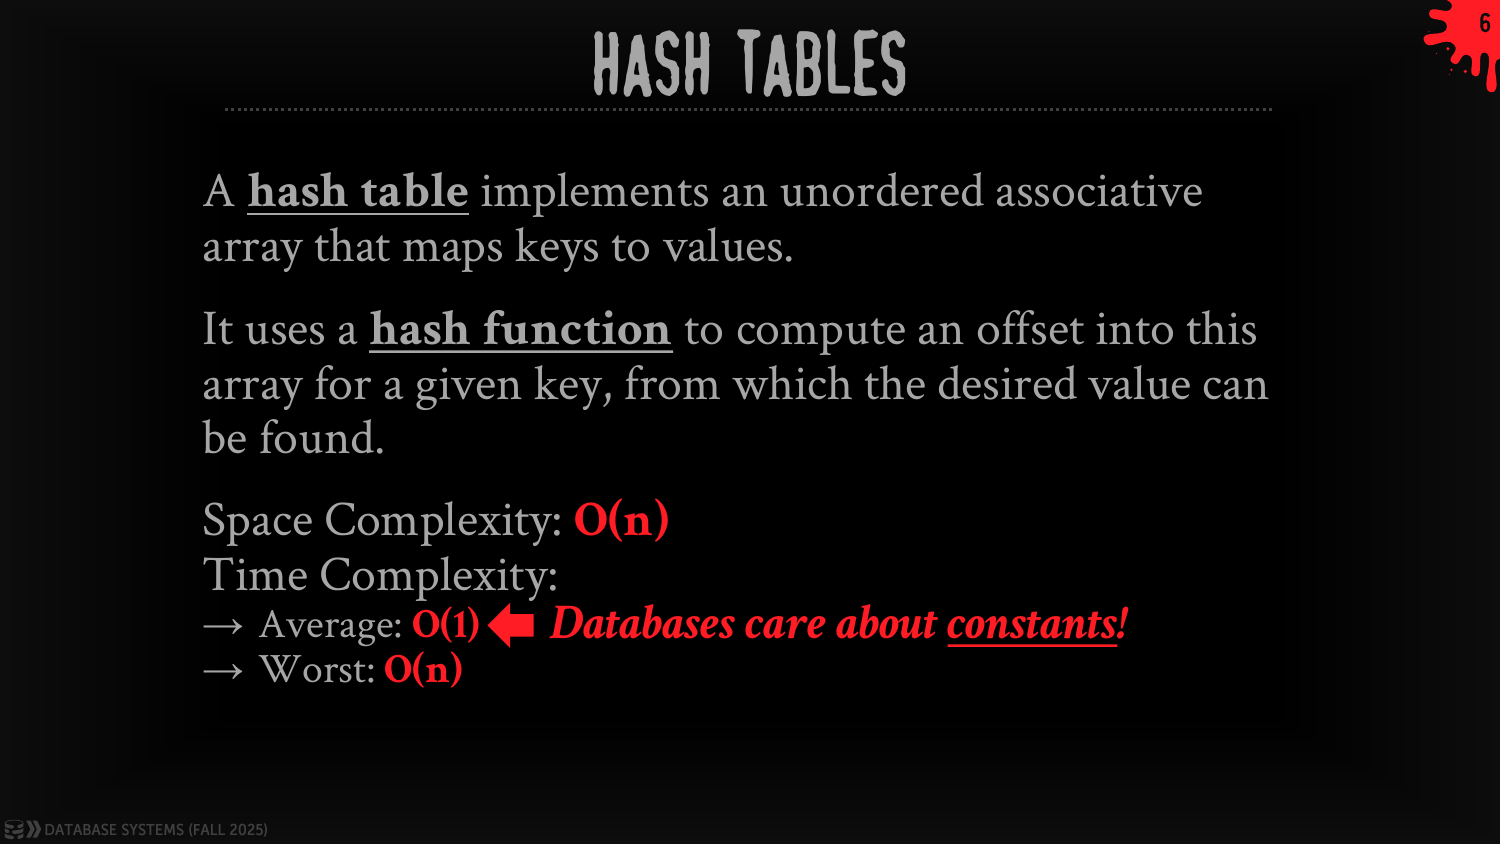 HASH TABLES
6
A hash table implements an unordered associative
array that maps keys to values.
It uses a hash function to compute an offset into this
array for a given key, from which the desired value can
be found.
Space Complexity: O(n)
Time Complexity:
→ Average: O(1) Databases care about constants!
→ Worst: O(n)
DATABASE SYSTEMS (FALL 2025)